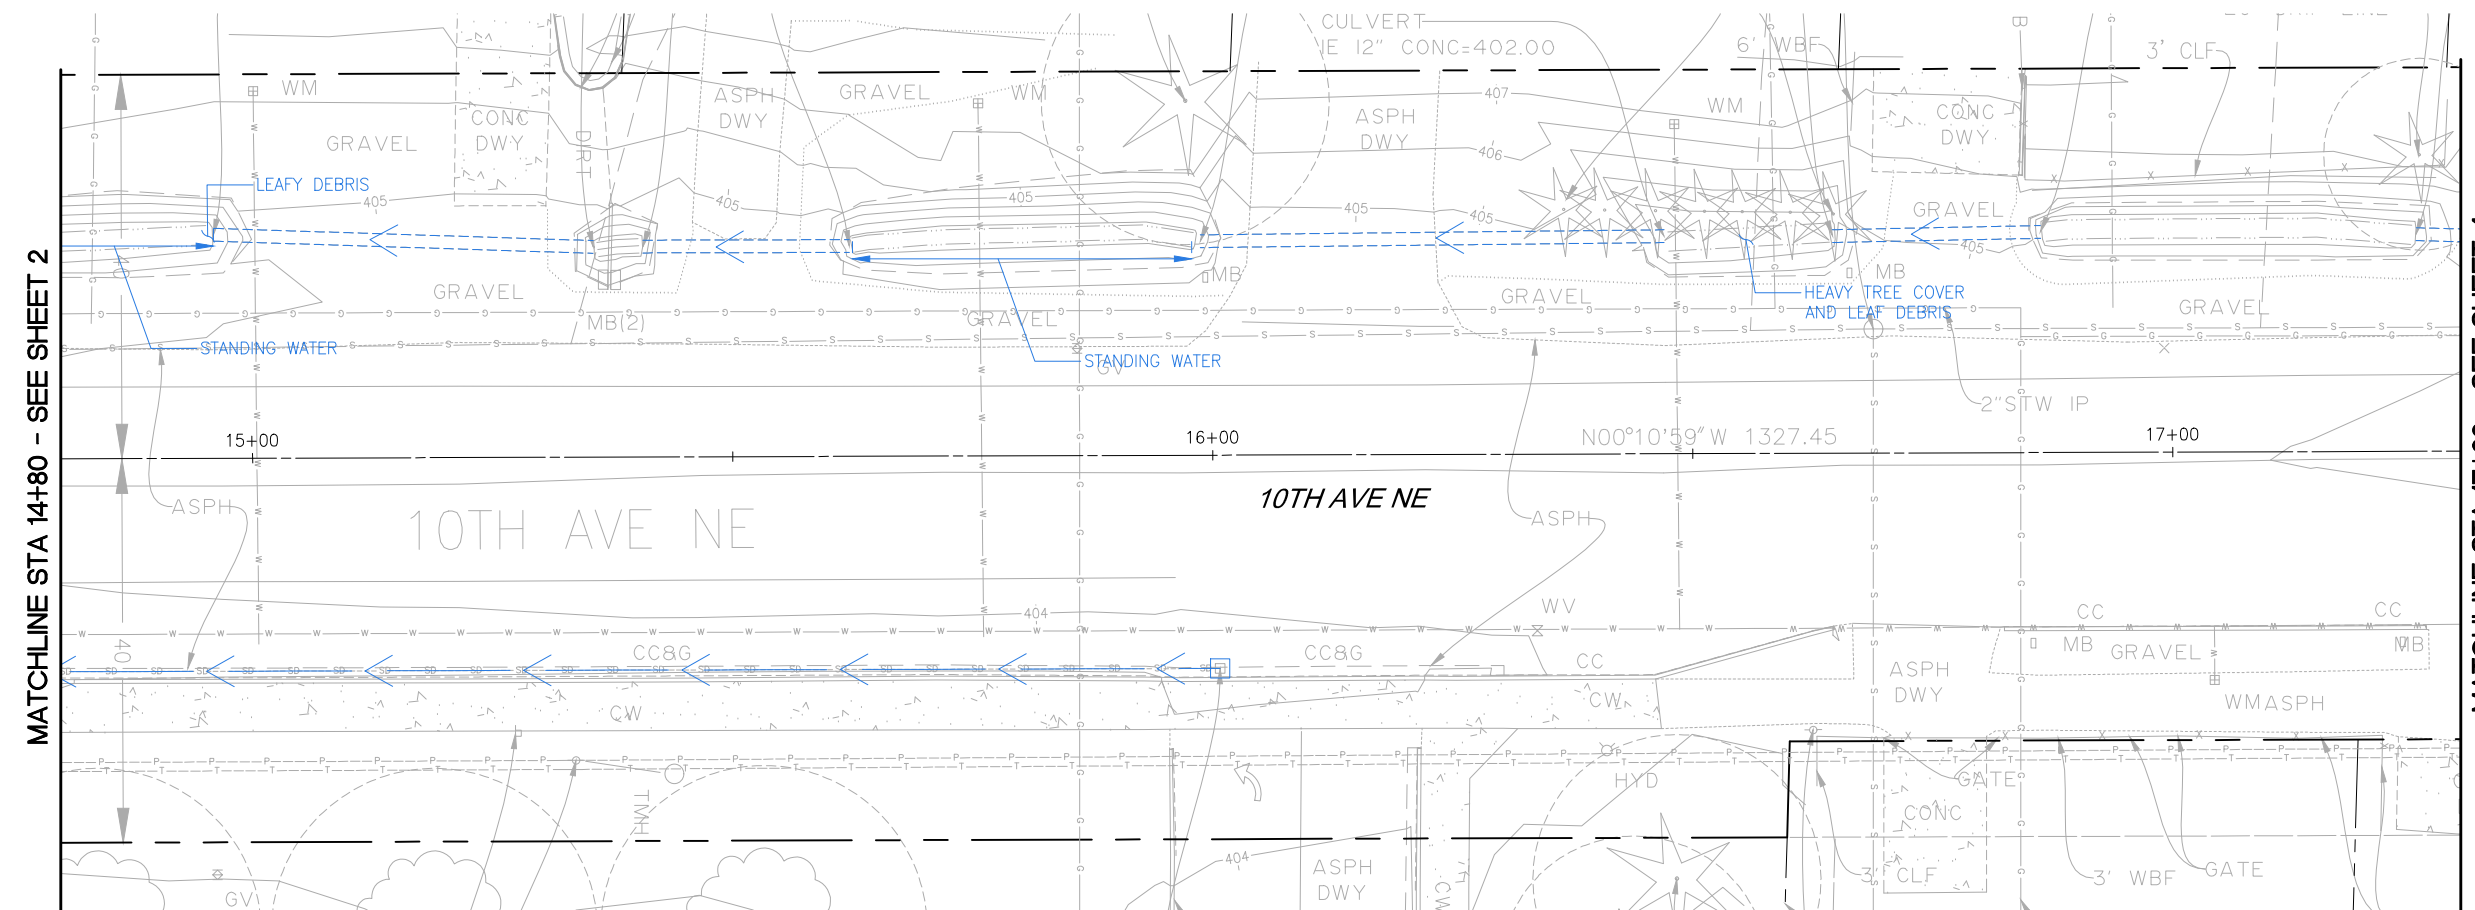 CULVERT
IE 12" CONC=402.00
6' WBF
3' CLF
WM
ASPH
DWY
GRAVEL
WM
407
WM
CONC
DWY
CONC
DWY
ASPH
DWY
GRAVEL
DIRT
406
LEAFY DEBRIS
405
405
405
405
405
GRAVEL
405
MB
MB
GRAVEL
GRAVEL
HEAVY TREE COVER
AND LEAF DEBRIS
GRAVEL
MB(2)
GRAVEL
STANDING WATER
STANDING WATER
GV
2"STW IP
MATCHLINE STA 14+80 - SEE SHEET 2
15+00
16+00
N00°10'59"W 1327.45
17+00
10TH AVE NE
ASPH
10TH AVE NE
ASPH
404
WV
CC
CC
40
CC&G
CC&G
CC
MB
GRAVEL
MB
ASPH
DWY
CW
CW
WM
ASPH
HYD
GATE
TMH
CONC
404
ASPH
DWY
CW
3' CLF
3' WBF
GATE
GV